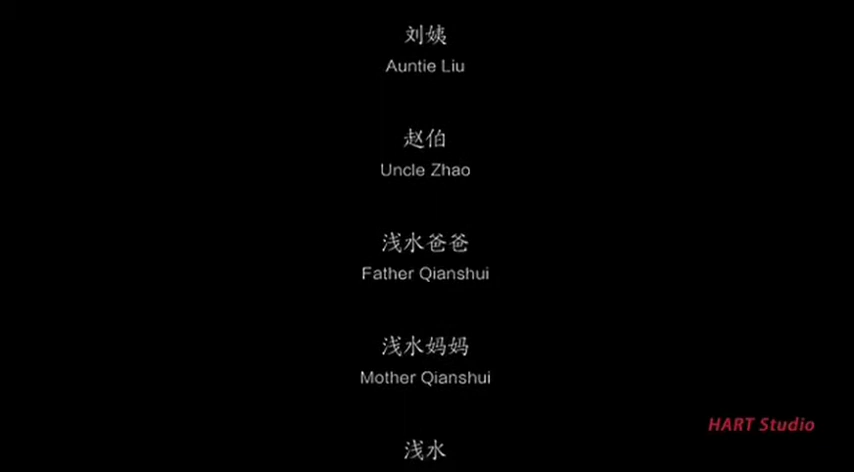 刘姨
Auntie Liu
赵伯
Uncle Zhao
浅水爸爸
Father Qianshui
浅水妈妈
Mother Qianshui
HART Studio
浅水